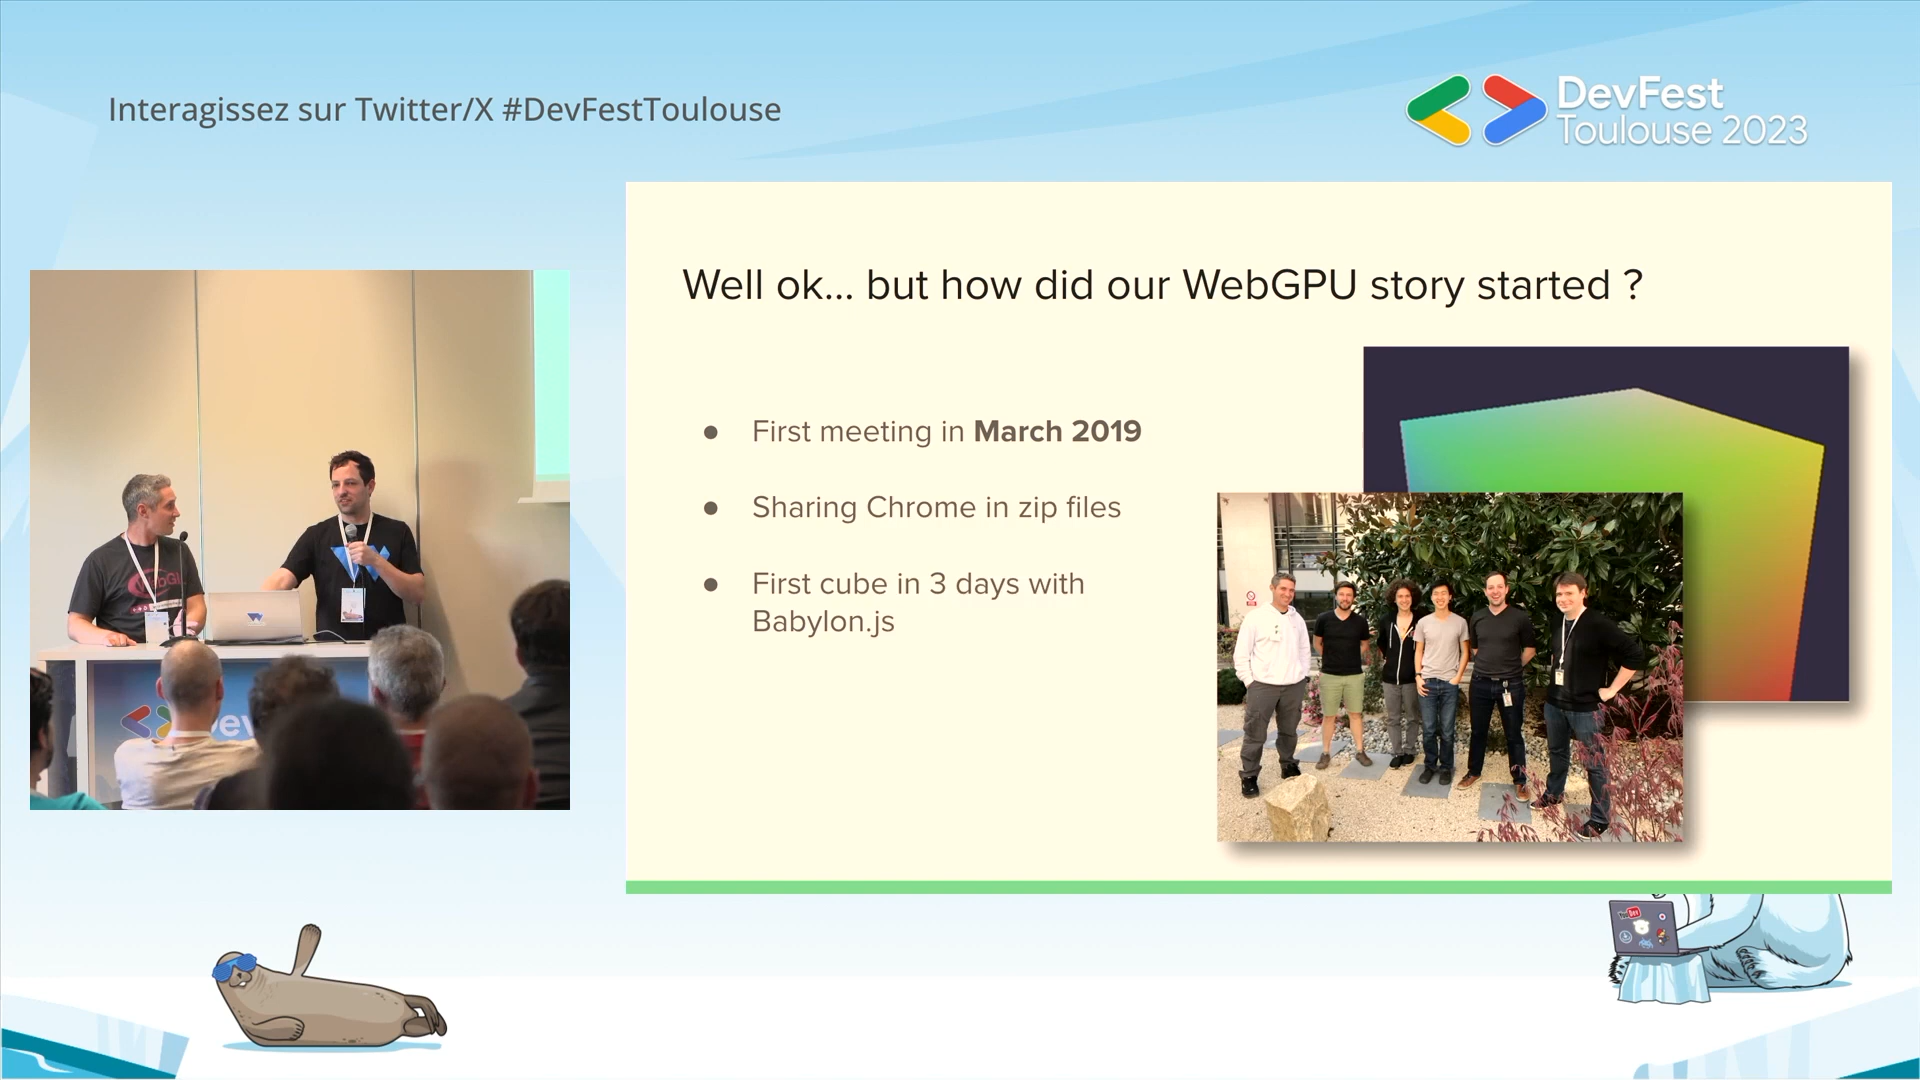 Interagissez sur Twitter/X #DevFestToulouse
DevFest
Toulouse 2023
Well ok... but how did our WebGPU story started ?
● First meeting in March 2019
● Sharing Chrome in zip files
● First cube in 3 days with
Babylon.js